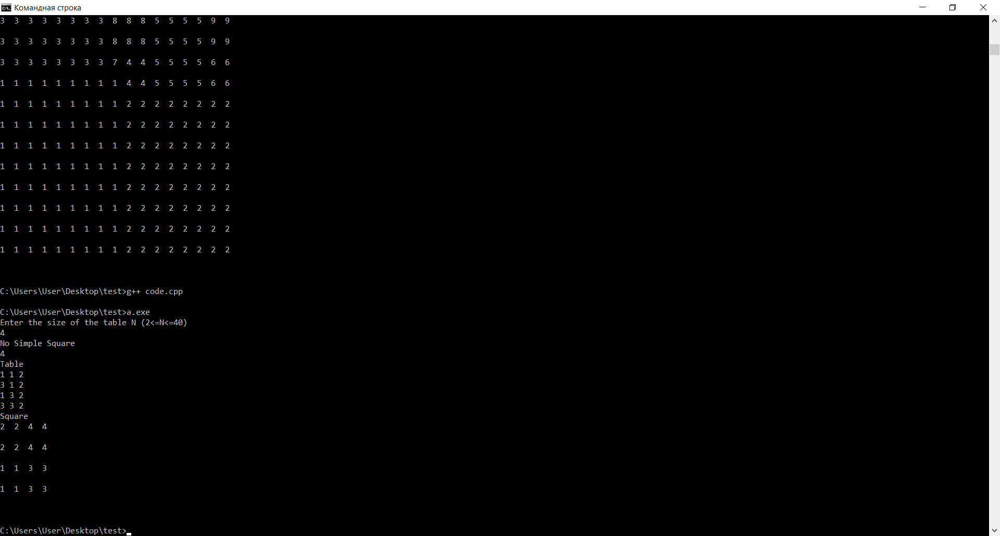 Командная строка
3 3 3 3 3 3 3 3 8 8 8 5 5 5 5 9 9
3 3 3 3 3 3 3 3 8 8 8 5 5 5 5 9 9
3 3 3 3 3 3 3 3 7 4 4 5 5 5 5 6 6
1 1 1 1 1 1 1 1 1 4 4 5 5 5 5 6 6
1 1 1 1 1 1 1 1 1 2 2 2 2 2 2 2 2
1 1 1 1 1 1 1 1 1 2 2 2 2 2 2 2 2
1 1 1 1 1 1 1 1 1 2 2 2 2 2 2 2 2
1 1 1 1 1 1 1 1 1 2 2 2 2 2 2 2 2
1 1 1 1 1 1 1 1 1 2 2 2 2 2 2 2 2
1 1 1 1 1 1 1 1 1 2 2 2 2 2 2 2 2
1 1 1 1 1 1 1 1 1 2 2 2 2 2 2 2 2
1 1 1 1 1 1 1 1 1 2 2 2 2 2 2 2 2
C:\Users\User\Desktop\test>g++ code.cpp
C:\Users\User\Desktop\test>a.exe
Enter the size of the table N (2<=N<=40)
4
No Simple Square
4
Table
1 1 2
3 1 2
1 3 2
3 3 2
Square
2 2 4 4
2 2 4 4
1 1 3 3
1 1 3 3
C:\Users\User\Desktop\test>